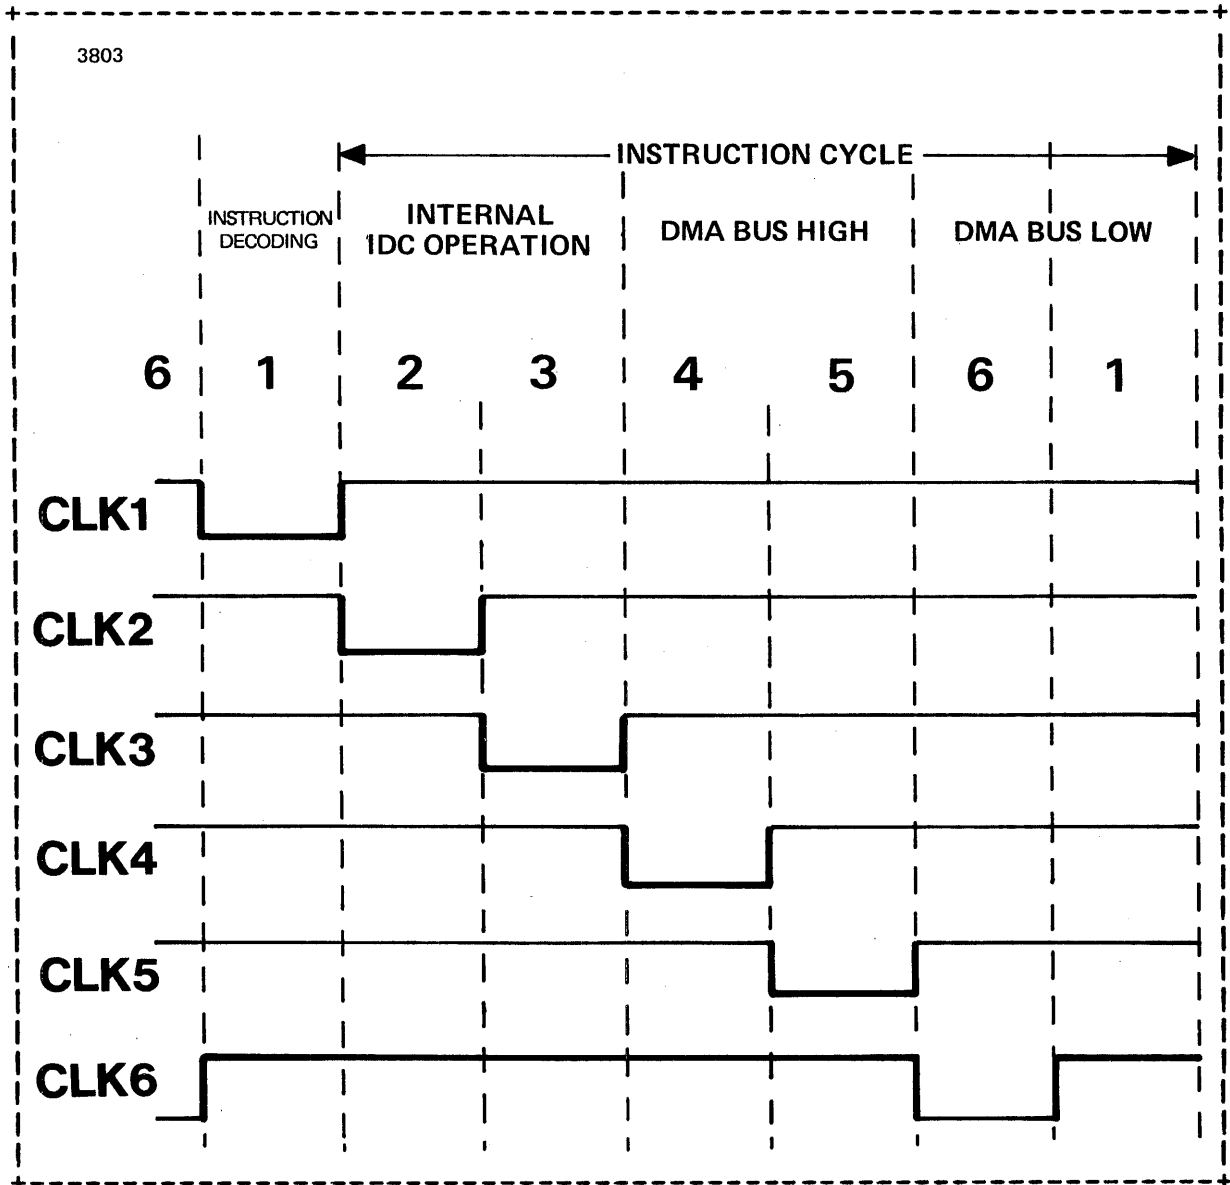 3803
INSTRUCTION CYCLE
INSTRUCTION
DECODING
INTERNAL
IDC OPERATION
DMA BUS HIGH
DMA BUS LOW
6 1 2 3 4 5 6 1
CLK1
CLK2
CLK3
CLK4
CLK5
CLK6